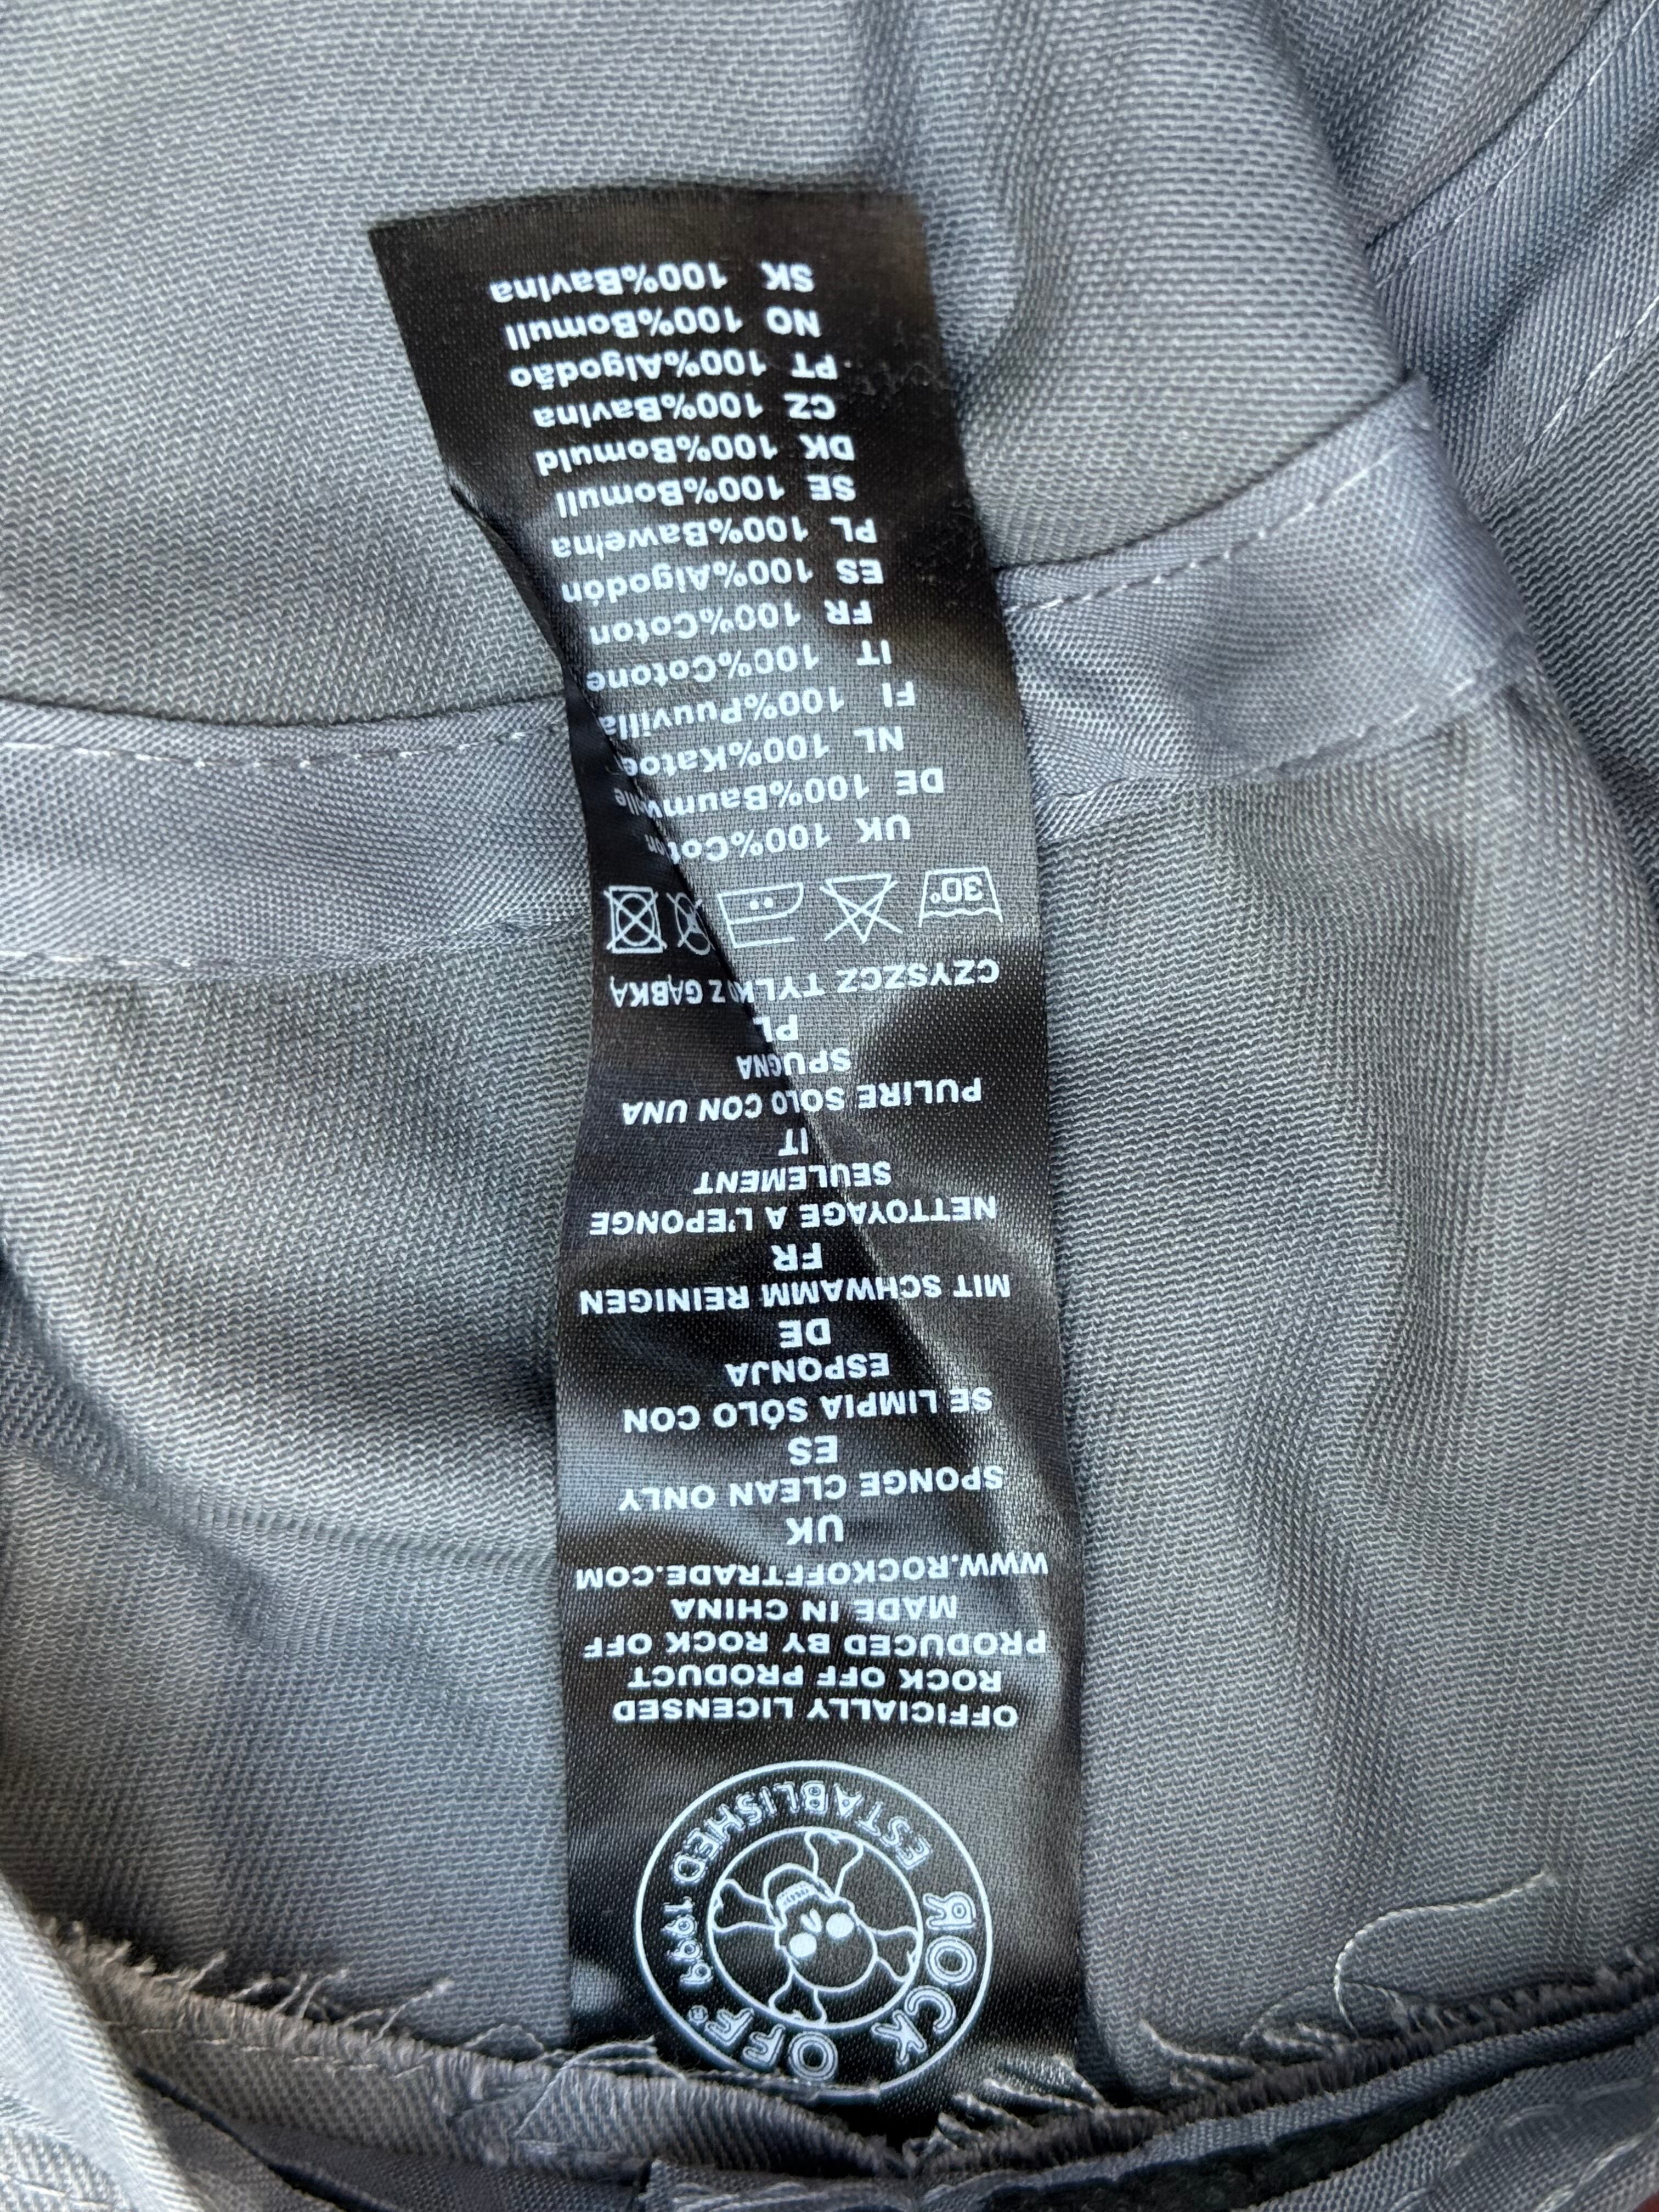 ROCK OFF®
ESTABLISHED 1999
OFFICIALLY LICENSED
ROCK OFF PRODUCT
PRODUCED BY ROCK OFF
MADE IN CHINA
WWW.ROCKOFFTRADE.COM
UK
SPONGE CLEAN ONLY
ES
SE LIMPIA SÓLO CON
ESPONJA
DE
MIT SCHWAMM REINIGEN
FR
NETTOYAGE A L'EPONGE
SEULEMENT
IT
PULIRE SOLO CON UNA
SPUGNA
PL
CZYSZCZ TYLKO Z GĄBKĄ
30°
UK 100%Cotton
DE 100%Baumwolle
NL 100%Katoe
FI 100%Puuvilla
IT 100%Cotone
FR 100%Coton
ES 100%Algodón
PL 100%Bawe'na
SE 100%Bomull
DK 100%Bomuld
CZ 100%Bavlna
PT 100%Algodão
NO 100%Bomull
SK 100%Bavlna